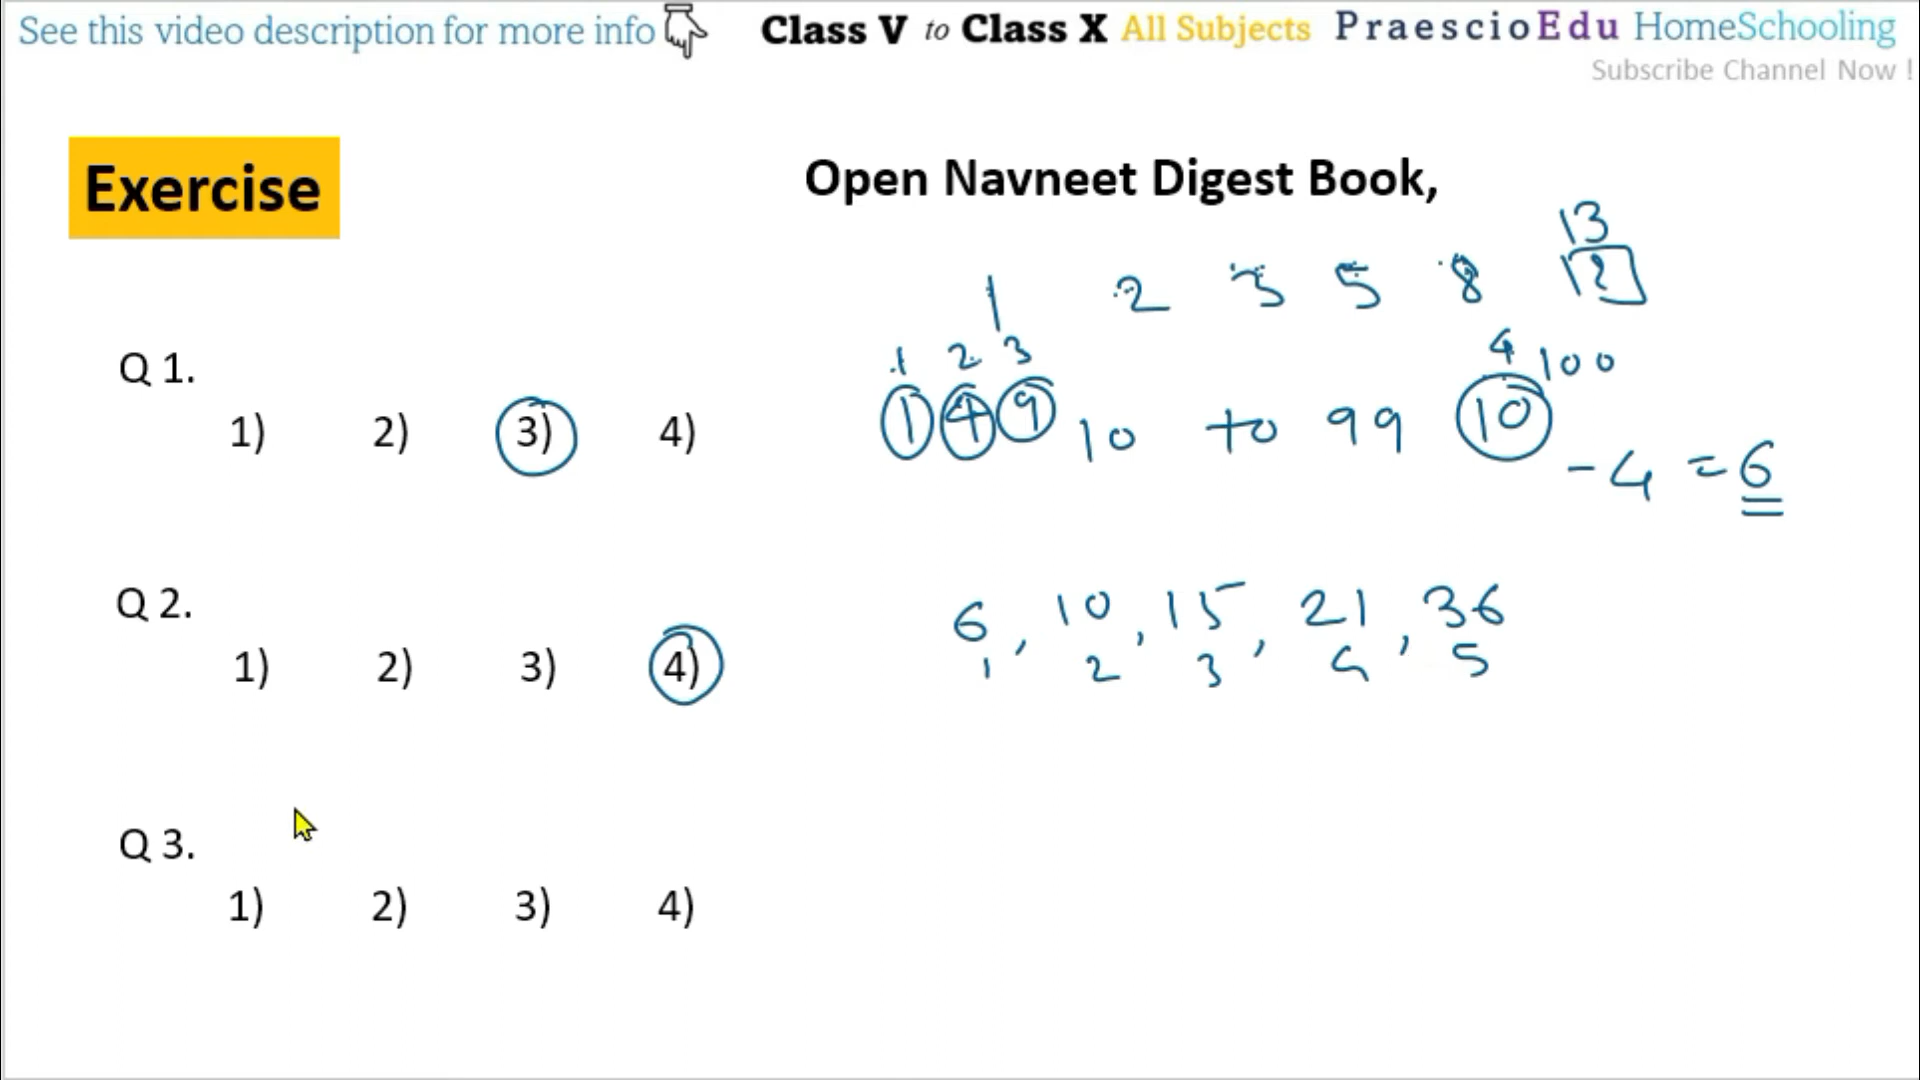 See this video description for more info Class V to Class X All Subjects PraescioEdu HomeSchooling
Subscribe Channel Now !
Exercise
Open Navneet Digest Book,
13
1 2 3 5 8 12
1 2 3 4 100
Q 1.
1) 2) 3) 4)
1 4 9 10 to 99 10
- 4 = 6
Q 2.
6, 10, 15, 21, 36
1 2 3 4 5
1) 2) 3) 4)
Q 3.
1) 2) 3) 4)